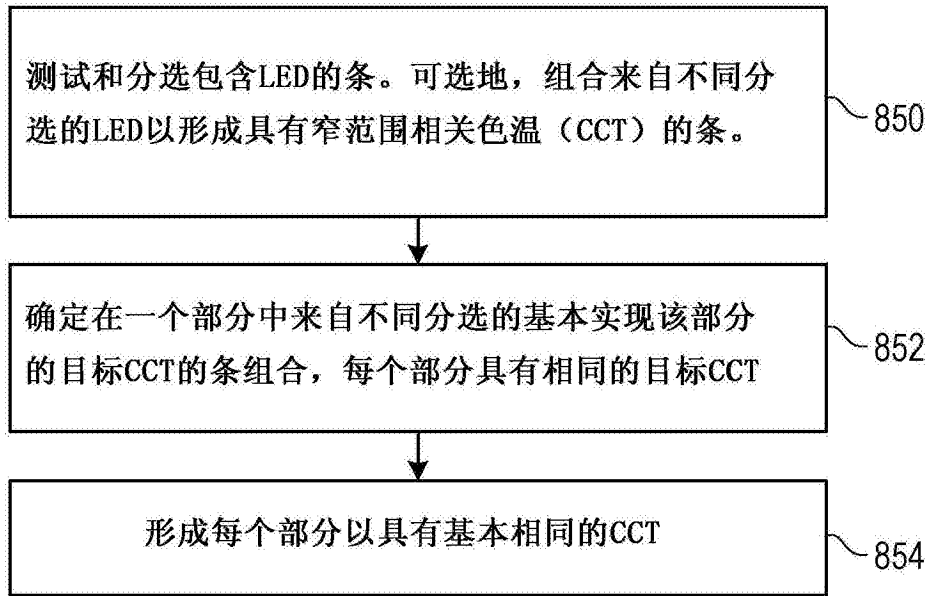 测试和分选包含LED的条。可选地，组合来自不同分
选的LED以形成具有窄范围相关色温（CCT）的条。
850
确定在一个部分中来自不同分选的基本实现该部分
的目标CCT的条组合，每个部分具有相同的目标CCT
852
形成每个部分以具有基本相同的CCT
854